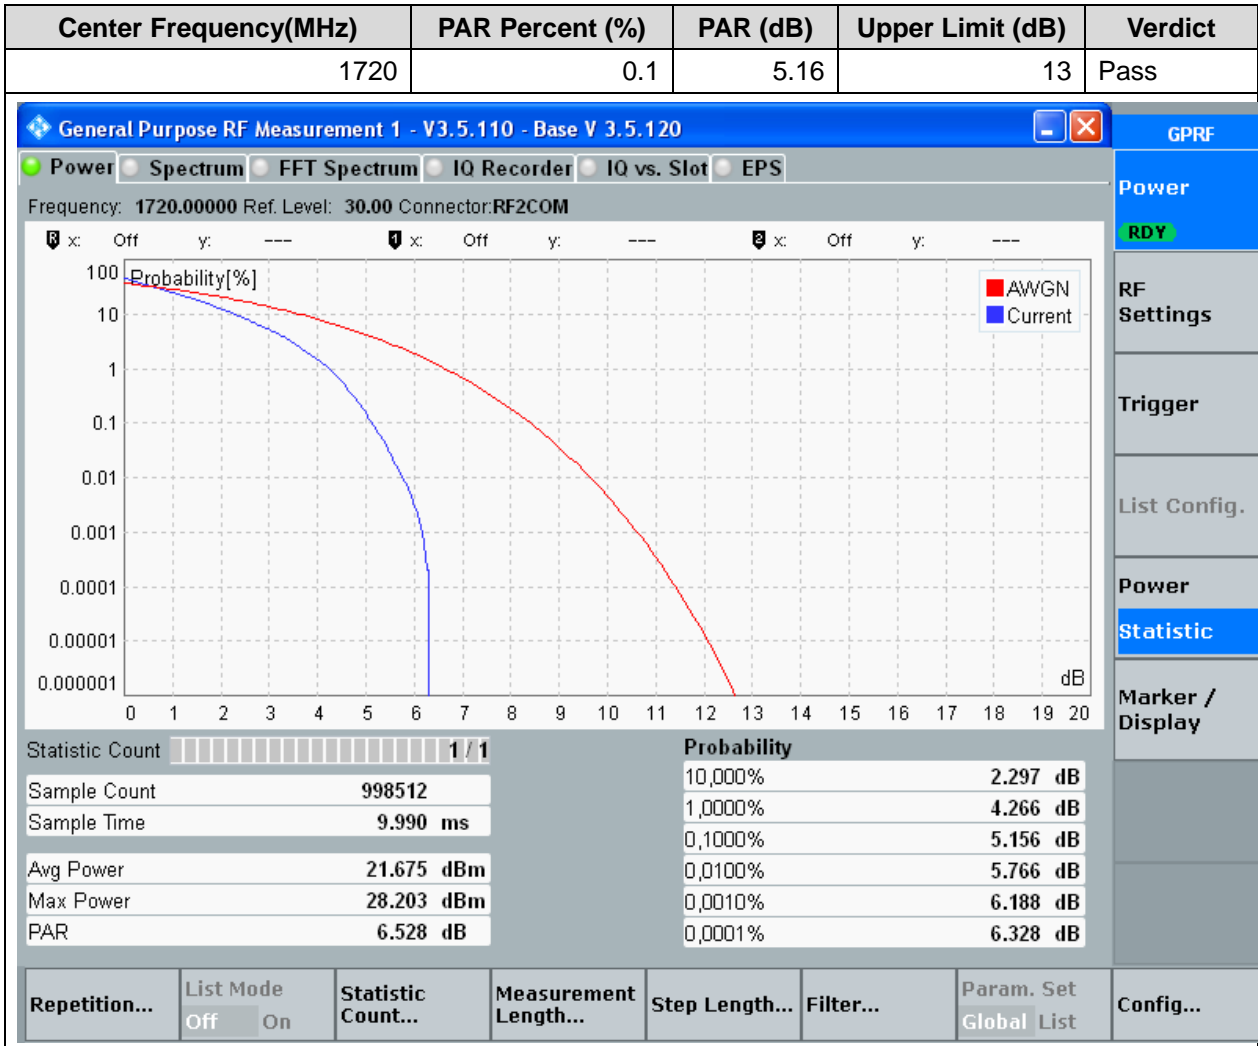 Center Frequency(MHz) PAR Percent (%) PAR (dB) Upper Limit (dB) Verdict
1720 0.1 5.16 13 Pass
General Purpose RF Measurement 1 - V3.5.110 - Base V 3.5.120
GPRF
Power Spectrum FFT Spectrum IQ Recorder IQ vs. Slot EPS
Frequency: 1720.00000 Ref. Level: 30.00 Connector:RF2COM
R x: Off y: --- 1 x: Off y: --- 2 x: Off y: ---
Probability[%]
AWGN
Current
100
10
1
0.1
0.01
0.001
0.0001
0.00001
0.000001
dB
0 1 2 3 4 5 6 7 8 9 10 11 12 13 14 15 16 17 18 19 20
Statistic Count 1 / 1
Sample Count 998512
Sample Time 9.990 ms
Avg Power 21.675 dBm
Max Power 28.203 dBm
PAR 6.528 dB
Probability
10,000% 2.297 dB
1,0000% 4.266 dB
0,1000% 5.156 dB
0,0100% 5.766 dB
0,0010% 6.188 dB
0,0001% 6.328 dB
Power
RDY
RF
Settings
Trigger
List Config.
Power
Statistic
Marker /
Display
Repetition...
List Mode
Off On
Statistic
Count...
Measurement
Length...
Step Length...
Filter...
Param. Set
Global List
Config...